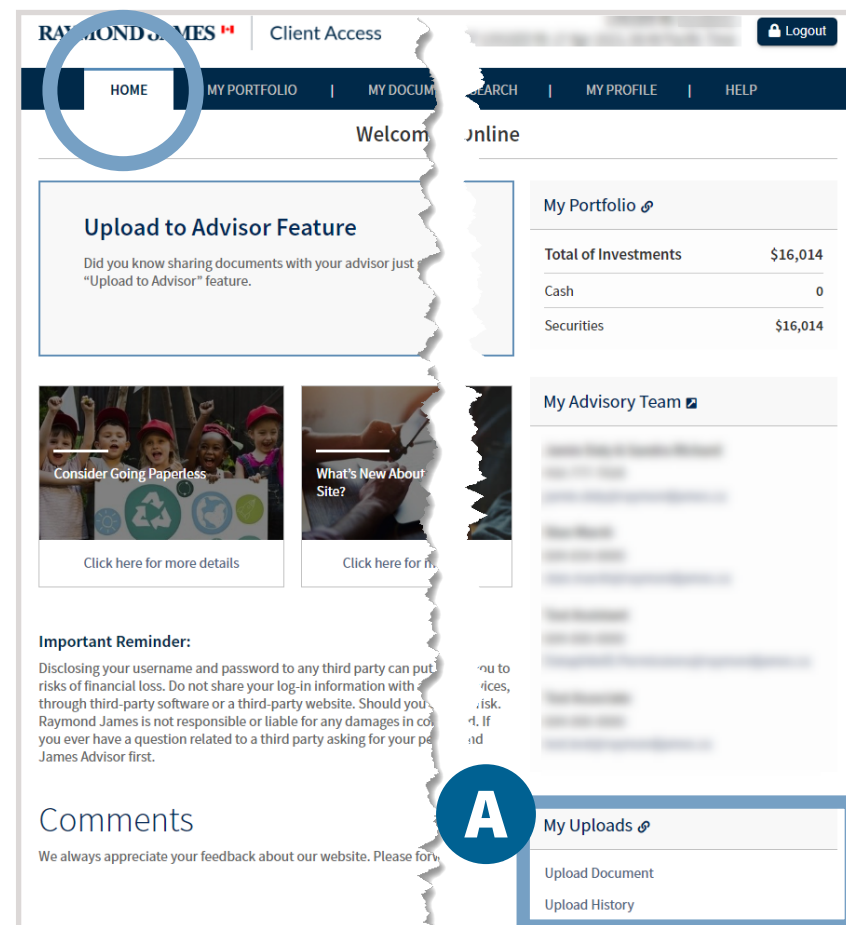 RAYMOND JAMES | Client Access
Logout
HOME
MY PORTFOLIO | MY DOCUM
SEARCH | MY PROFILE | HELP
Welcom
Online
Upload to Advisor Feature
Did you know sharing documents with your advisor just
"Upload to Advisor" feature.
My Portfolio
Total of Investments $16,014
Cash 0
Securities $16,014
Consider Going Paperless
Click here for more details
What's New About
Site?
Click here for
My Advisory Team
Important Reminder:
Disclosing your username and password to any third party can put you to
risks of financial loss. Do not share your log-in information with vices,
through third-party software or a third-party website. Should you risk.
Raymond James is not responsible or liable for any damages in co d. If
you ever have a question related to a third party asking for your pe nd
James Advisor first.
Comments
We always appreciate your feedback about our website. Please forw
A
My Uploads
Upload Document
Upload History